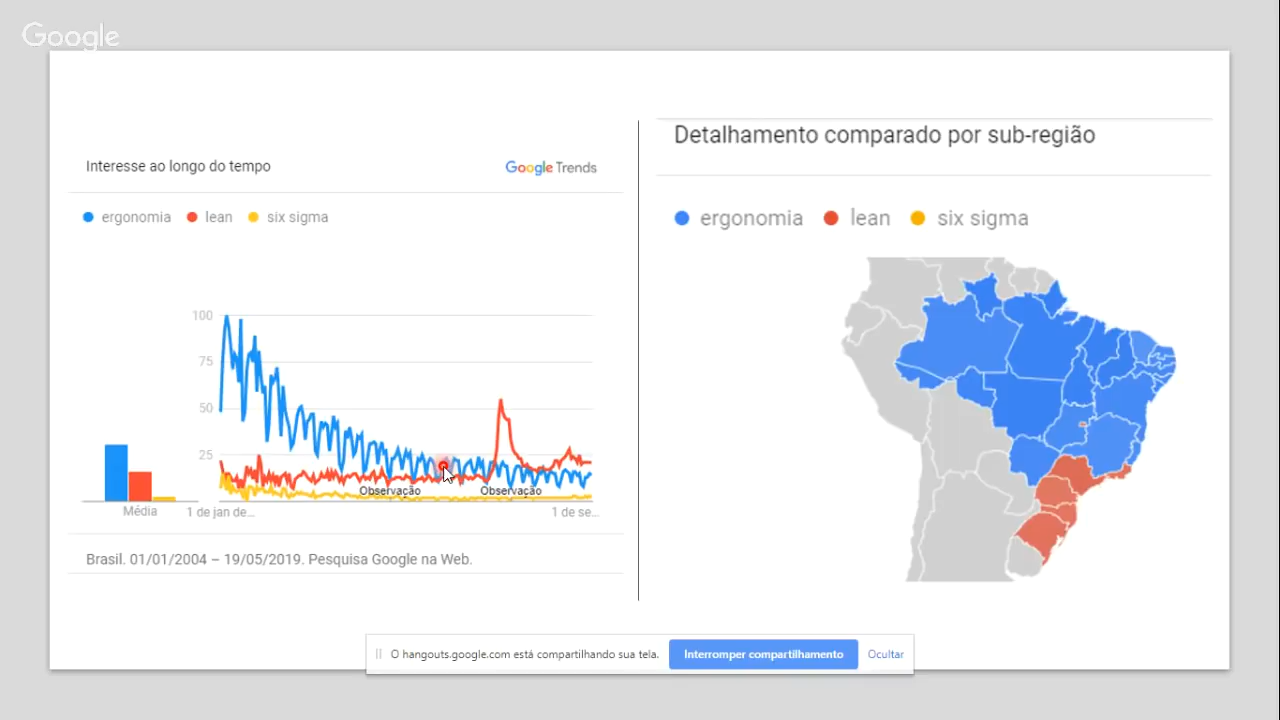 Google
Interesse ao longo do tempo
Google Trends
ergonomia lean six sigma
100
75
50
25
Observação Observação
Média 1 de jan de... 1 de se...
Brasil. 01/01/2004 – 19/05/2019. Pesquisa Google na Web.
Detalhamento comparado por sub-região
ergonomia lean six sigma
O hangouts.google.com está compartilhando sua tela. Interromper compartilhamento Ocultar